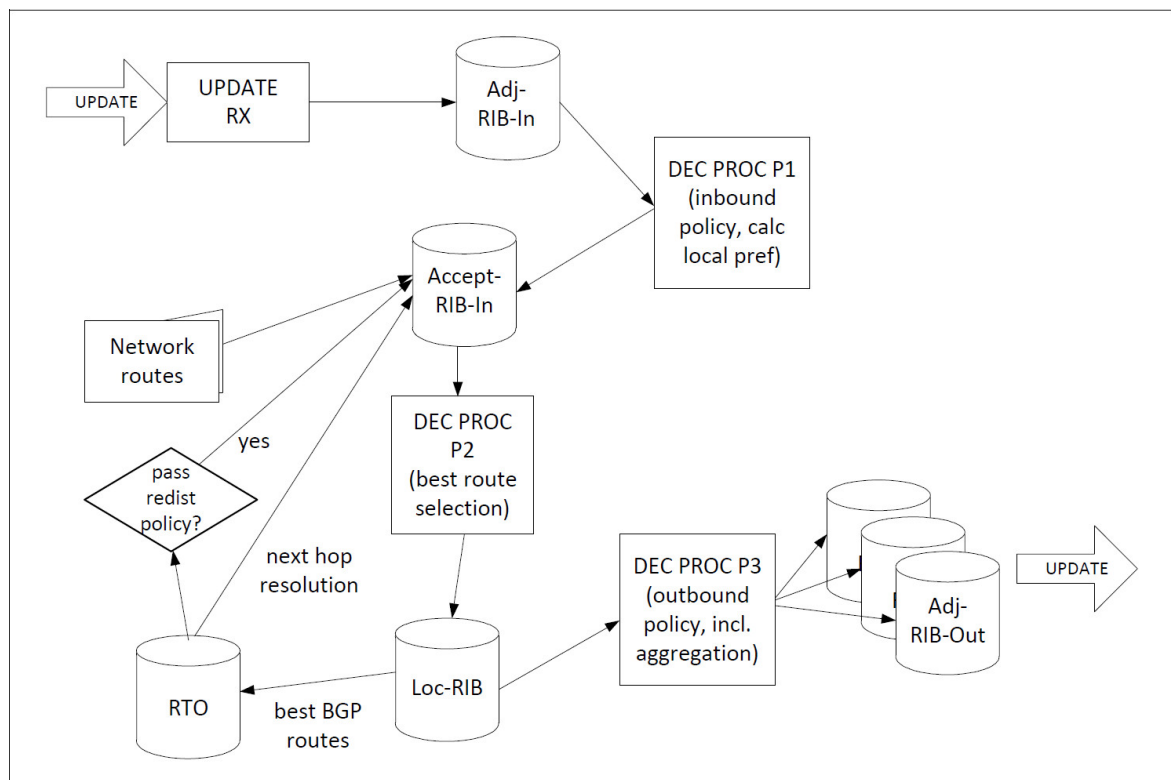 UPDATE
UPDATE
RX
Adj-
RIB-In
DEC PROC P1
(inbound
policy, calc
local pref)
Accept-
RIB-In
Network
routes
DEC PROC
P2
(best route
selection)
yes
pass
redist
policy?
next hop
resolution
DEC PROC P3
(outbound
policy, incl.
aggregation)
Adj-
RIB-Out
UPDATE
RTO
best BGP
routes
Loc-RIB